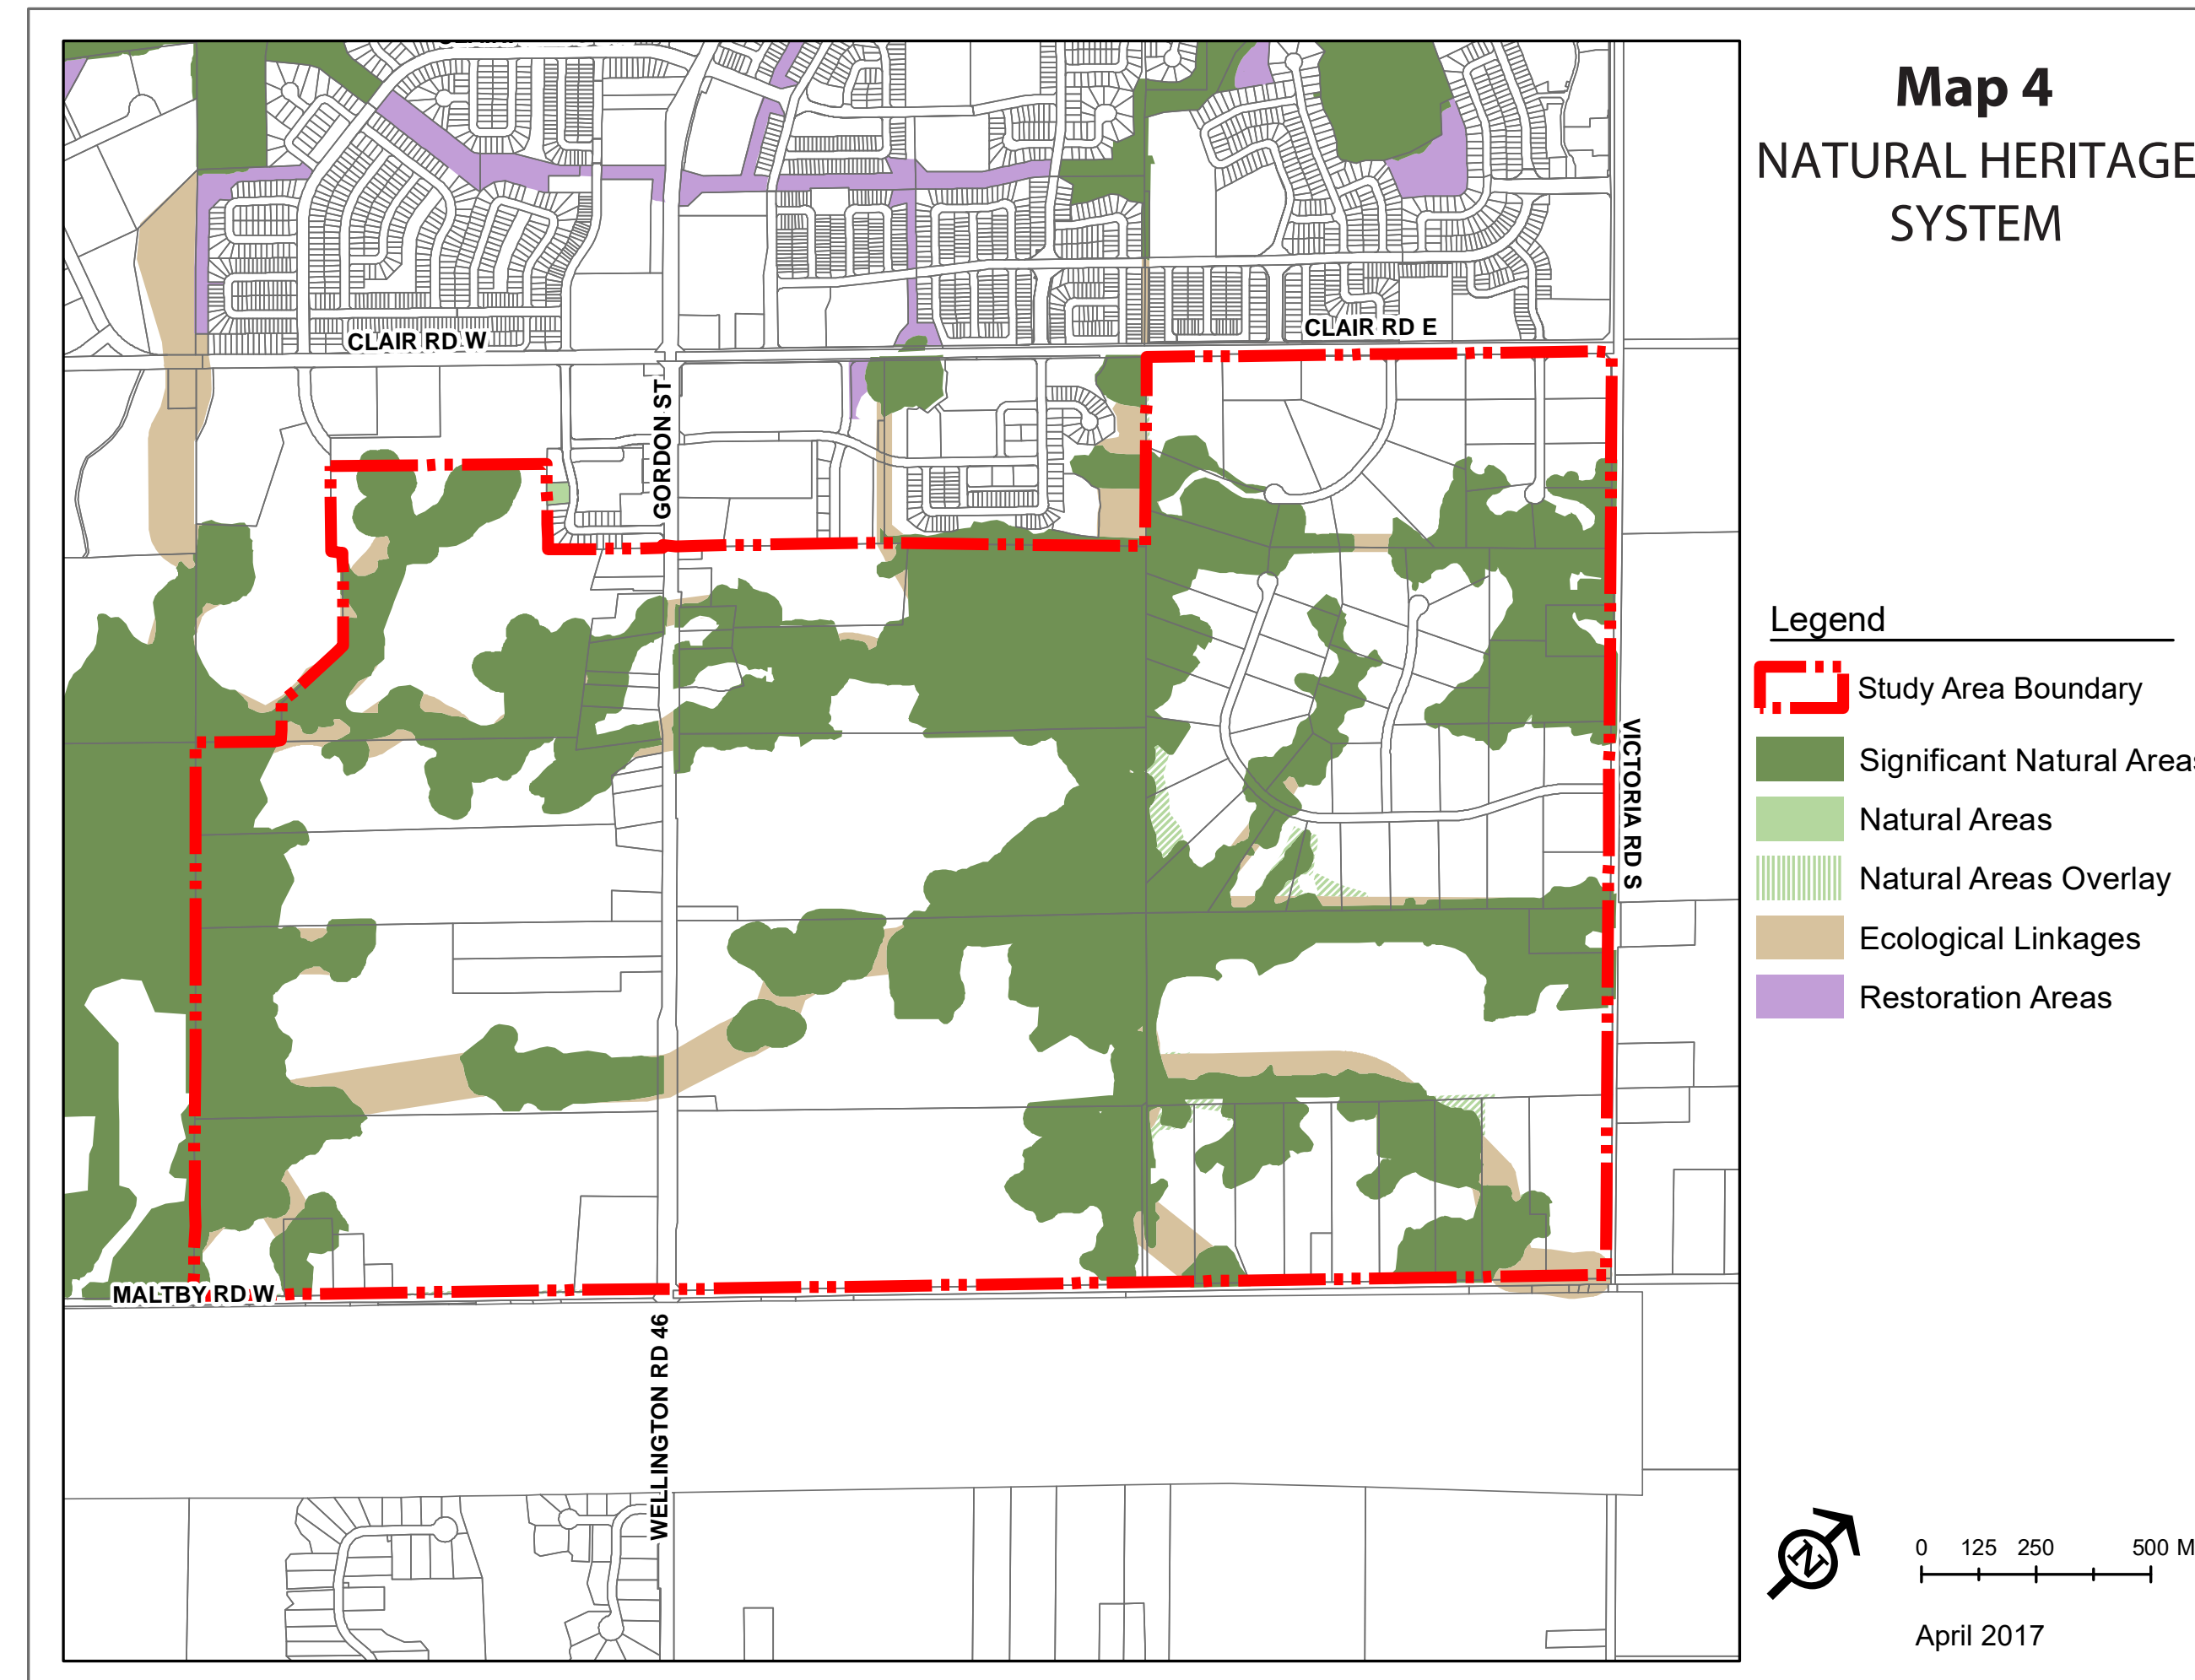 Map 4
NATURAL HERITAGE
SYSTEM
CLAIR RD W
CLAIR RD E
GORDON ST
VICTORIA RD S
MALTBY RD W
WELLINGTON RD 46
Legend
Study Area Boundary
Significant Natural Areas
Natural Areas
Natural Areas Overlay
Ecological Linkages
Restoration Areas
N
0 125 250 500 M
April 2017